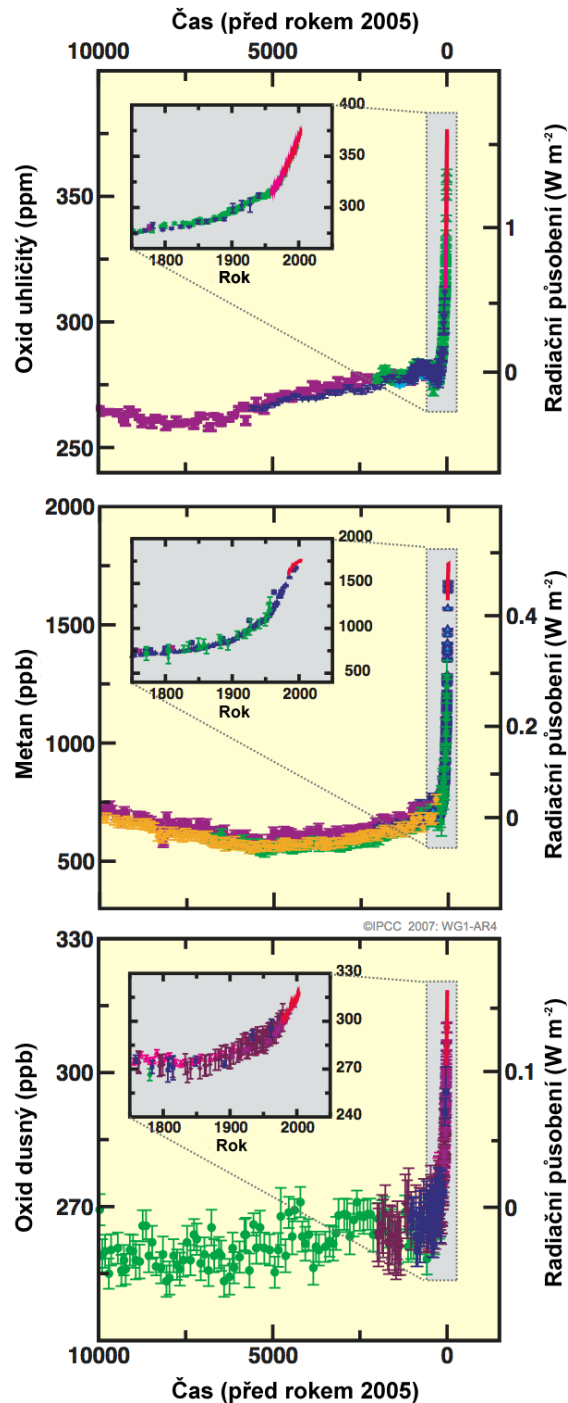 Čas (před rokem 2005)
10000 5000 0
Oxid uhličitý (ppm)
350
300
250
400
350
300
1800 1900 2000
Rok
Radiační působení (W m-2)
1
0
Metan (ppb)
2000
1500
1000
500
2000
1500
1000
500
1800 1900 2000
Rok
Radiační působení (W m-2)
0.4
0.2
0
©IPCC 2007: WG1-AR4
Oxid dusný (ppb)
330
300
270
330
300
270
240
1800 1900 2000
Rok
Radiační působení (W m-2)
0.1
0
10000 5000 0
Čas (před rokem 2005)